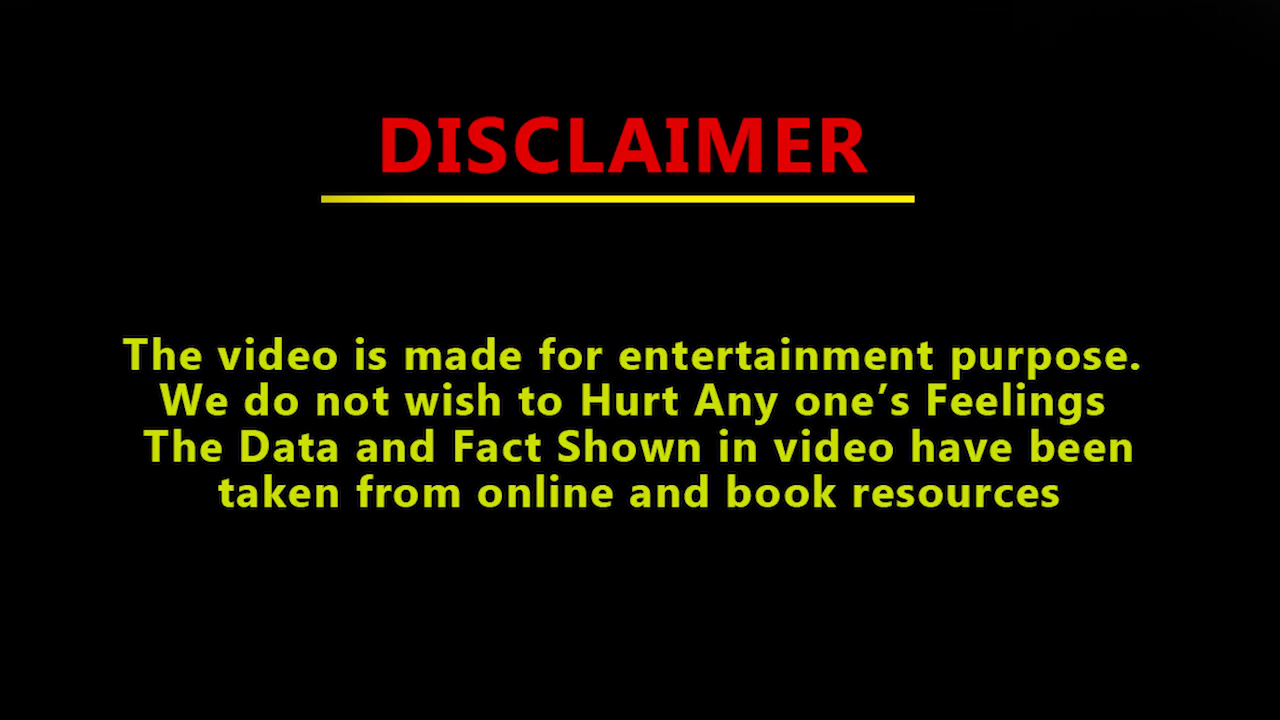 DISCLAIMER
The video is made for entertainment purpose.
We do not wish to Hurt Any one’s Feelings
The Data and Fact Shown in video have been
taken from online and book resources